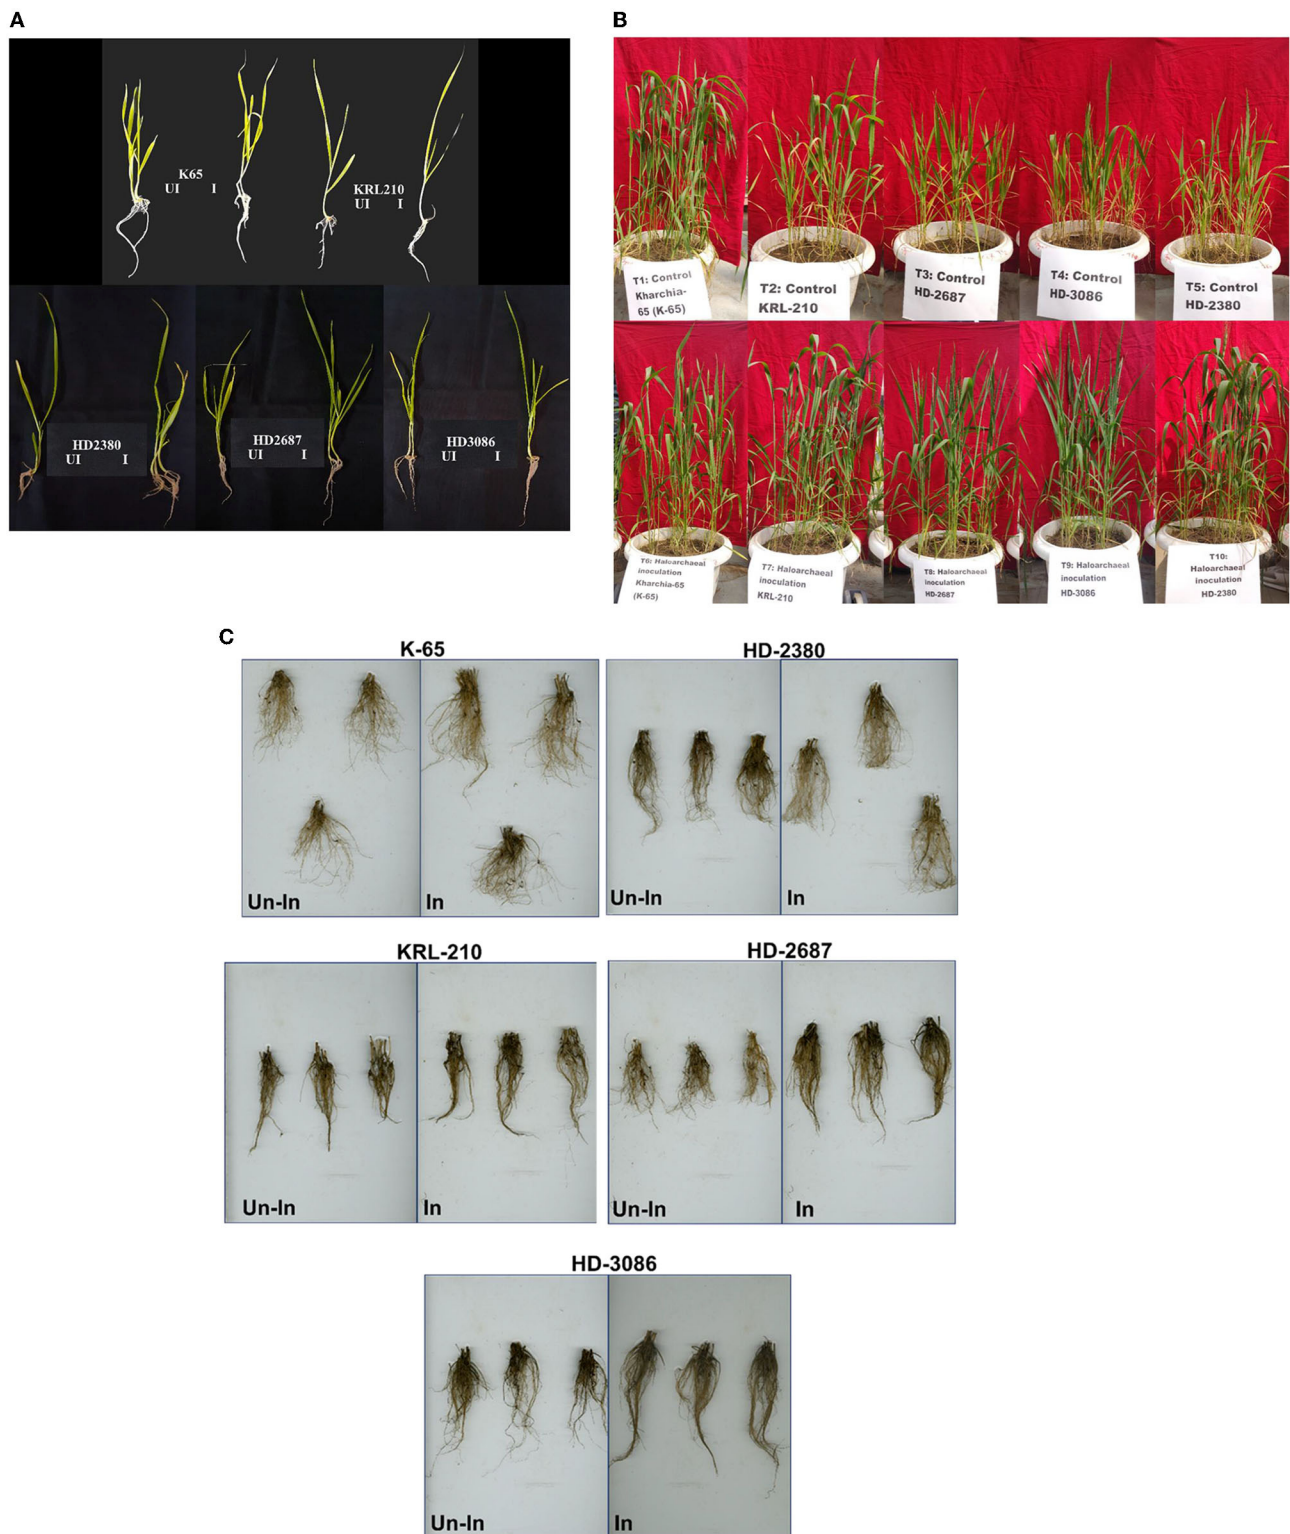 A
K65
UI I
KRL210
UI I
HD2380
UI I
HD2687
UI I
HD3086
UI I
B
T1: Control
Kharchia-
65 (K-65)
T2: Control
KRL-210
T3: Control
HD-2687
T4: Control
HD-3086
T5: Control
HD-2380
T6: Haloarchaeal
inoculation
Kharchia-65
(K-65)
T7: Haloarchaeal
inoculation
KRL-210
T8: Haloarchaeal
inoculation
HD-2687
T9: Haloarchaeal
inoculation
HD-3086
T10:
Haloarchaeal
inoculation
HD-2380
C
K-65
Un-In
In
HD-2380
Un-In
In
KRL-210
Un-In
In
HD-2687
Un-In
In
HD-3086
Un-In
In